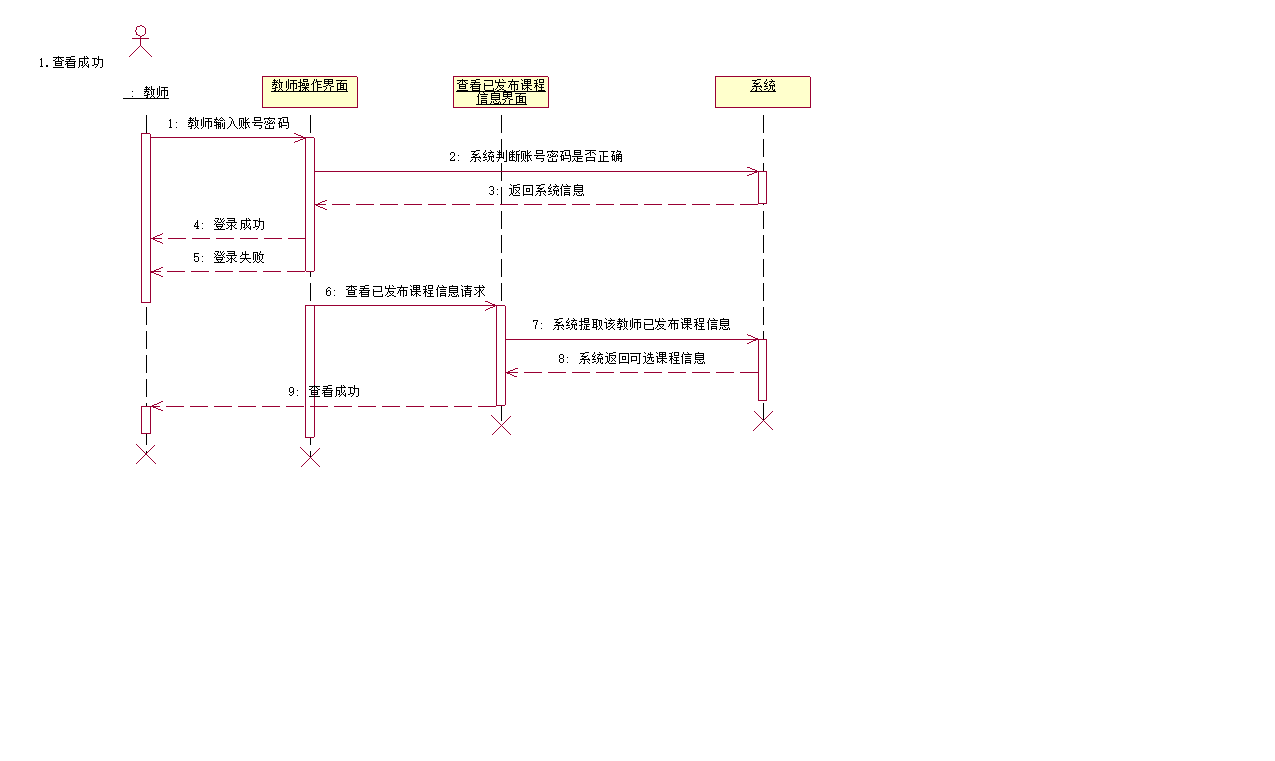 1.查看成功
 : 教师
教师操作界面
查看已发布课程
信息界面
系统
1: 教师输入账号密码
2: 系统判断账号密码是否正确
3: 返回系统信息
4: 登录成功
5: 登录失败
6: 查看已发布课程信息请求
7: 系统提取该教师已发布课程信息
8: 系统返回可选课程信息
9: 查看成功